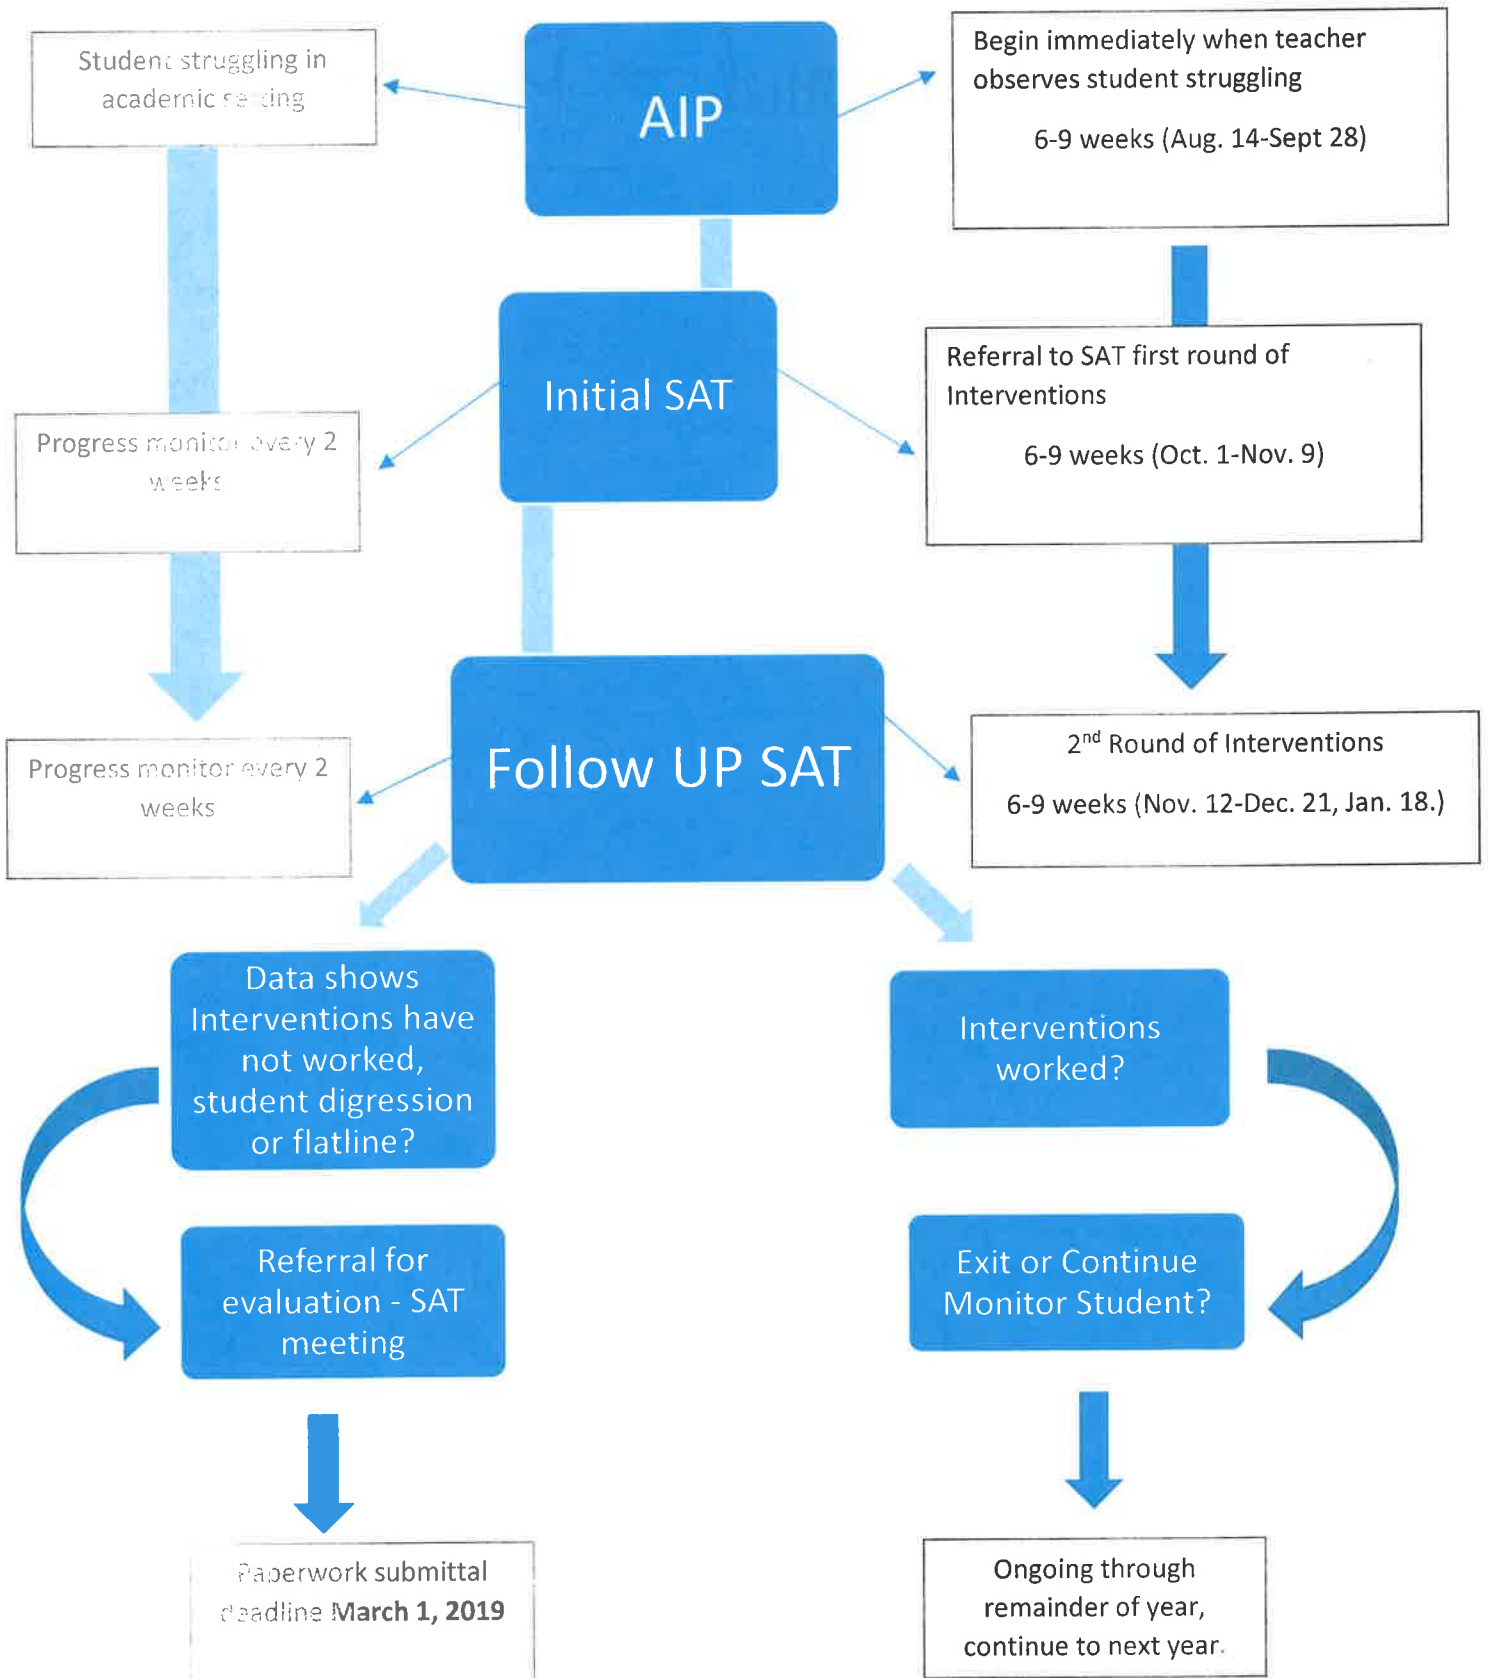 Student struggling in
academic setting
AIP
Begin immediately when teacher
observes student struggling
6-9 weeks (Aug. 14-Sept 28)
Initial SAT
Referral to SAT first round of
Interventions
6-9 weeks (Oct. 1-Nov. 9)
Progress monitor every 2
weeks
Follow UP SAT
2nd Round of Interventions
6-9 weeks (Nov. 12-Dec. 21, Jan. 18.)
Progress monitor every 2
weeks
Data shows
Interventions have
not worked,
student digression
or flatline?
Interventions
worked?
Referral for
evaluation - SAT
meeting
Exit or Continue
Monitor Student?
Paperwork submittal
deadline March 1, 2019
Ongoing through
remainder of year,
continue to next year.